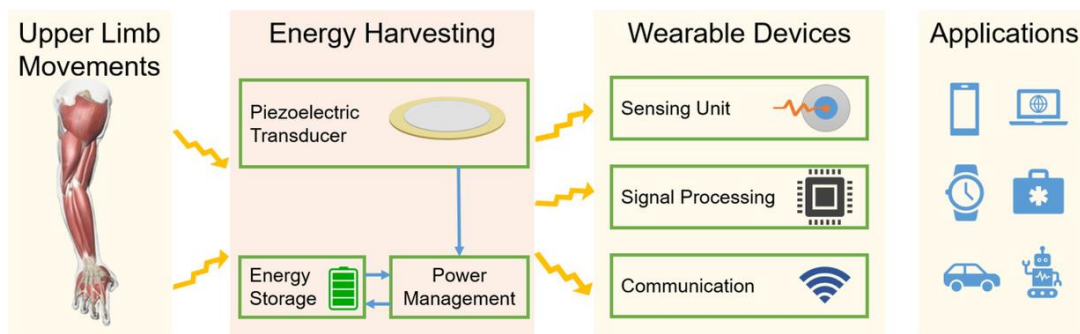 Upper Limb
Movements
Energy Harvesting
Piezoelectric
Transducer
Energy
Storage
Power
Management
Wearable Devices
Sensing Unit
Signal Processing
Communication
Applications